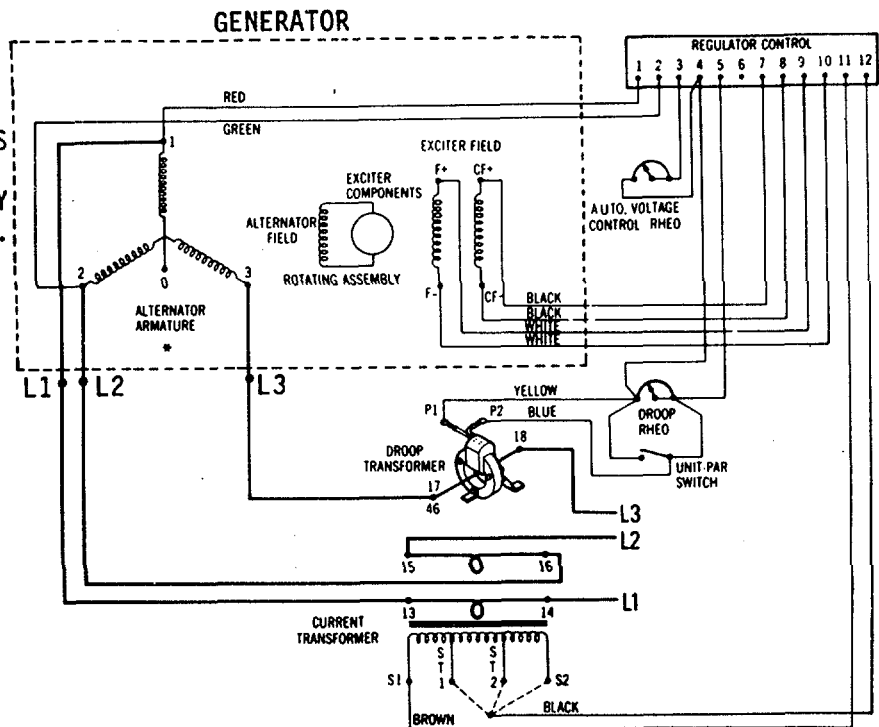 GENERATOR
REGULATOR CONTROL
1 2 3 4 5 6 7 8 9 10 11 12
RED
GREEN
S
Y
.
1
2
3
0
ALTERNATOR
ARMATURE
*
EXCITER
COMPONENTS
ALTERNATOR
FIELD
ROTATING ASSEMBLY
EXCITER FIELD
F+ CF+
F- CF-
BLACK
BLACK
WHITE
WHITE
AUTO. VOLTAGE
CONTROL RHEO
L1 L2 L3
YELLOW
P1 P2 BLUE
DROOP
RHEO
DROOP
TRANSFORMER
18
17
46
UNIT-PAR
SWITCH
L3
L2
15 16
L1
13 14
CURRENT
TRANSFORMER
S1
ST1
ST2
S2
BROWN
BLACK